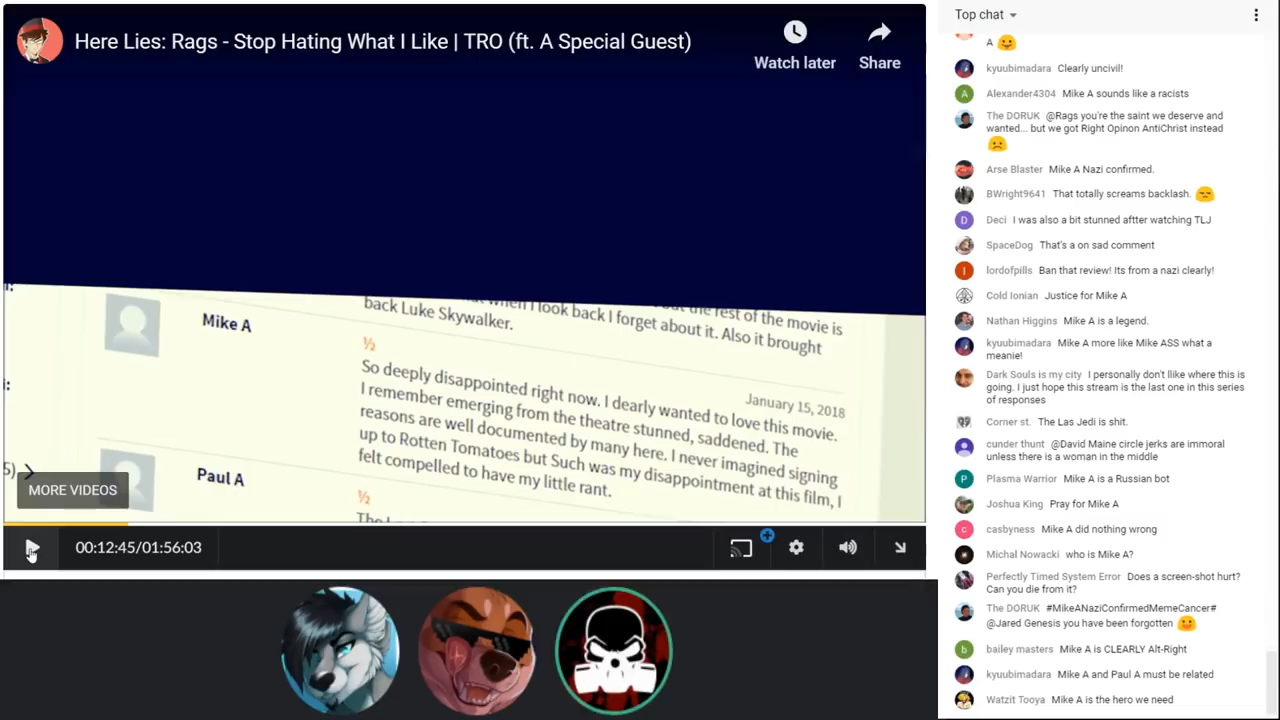 Here Lies: Rags - Stop Hating What I Like | TRO (ft. A Special Guest)
Watch later
Share
when I look back I forget about it. Also it brought
the rest of the movie is
back Luke Skywalker.
Mike A
½
January 15, 2018
So deeply disappointed right now. I dearly wanted to love this movie.
I remember emerging from the theatre stunned, saddened. The
reasons are well documented by many here. I never imagined signing
up to Rotten Tomatoes but Such was my disappointment at this film, I
felt compelled to have my little rant.
Paul A
½
5)
MORE VIDEOS
00:12:45/01:56:03
Top chat
A
kyuubimadara Clearly uncivil!
Alexander4304 Mike A sounds like a racists
The DORUK @Rags you're the saint we deserve and
wanted... but we got Right Opinon AntiChrist instead
Arse Blaster Mike A Nazi confirmed.
BWright9641 That totally screams backlash.
Deci I was also a bit stunned aftter watching TLJ
SpaceDog That's a on sad comment
lordofpills Ban that review! Its from a nazi clearly!
Cold Ionian Justice for Mike A
Nathan Higgins Mike A is a legend.
kyuubimadara Mike A more like Mike ASS what a
meanie!
Dark Souls is my city I personally don't llike where this is
going. I just hope this stream is the last one in this series
of responses
Corner st. The Las Jedi is shit.
cunder thunt @David Maine circle jerks are immoral
unless there is a woman in the middle
Plasma Warrior Mike A is a Russian bot
Joshua King Pray for Mike A
casbyness Mike A did nothing wrong
Michal Nowacki who is Mike A?
Perfectly Timed System Error Does a screen-shot hurt?
Can you die from it?
The DORUK #MikeANaziConfirmedMemeCancer#
@Jared Genesis you have been forgotten
bailey masters Mike A is CLEARLY Alt-Right
kyuubimadara Mike A and Paul A must be related
Watzit Tooya Mike A is the hero we need